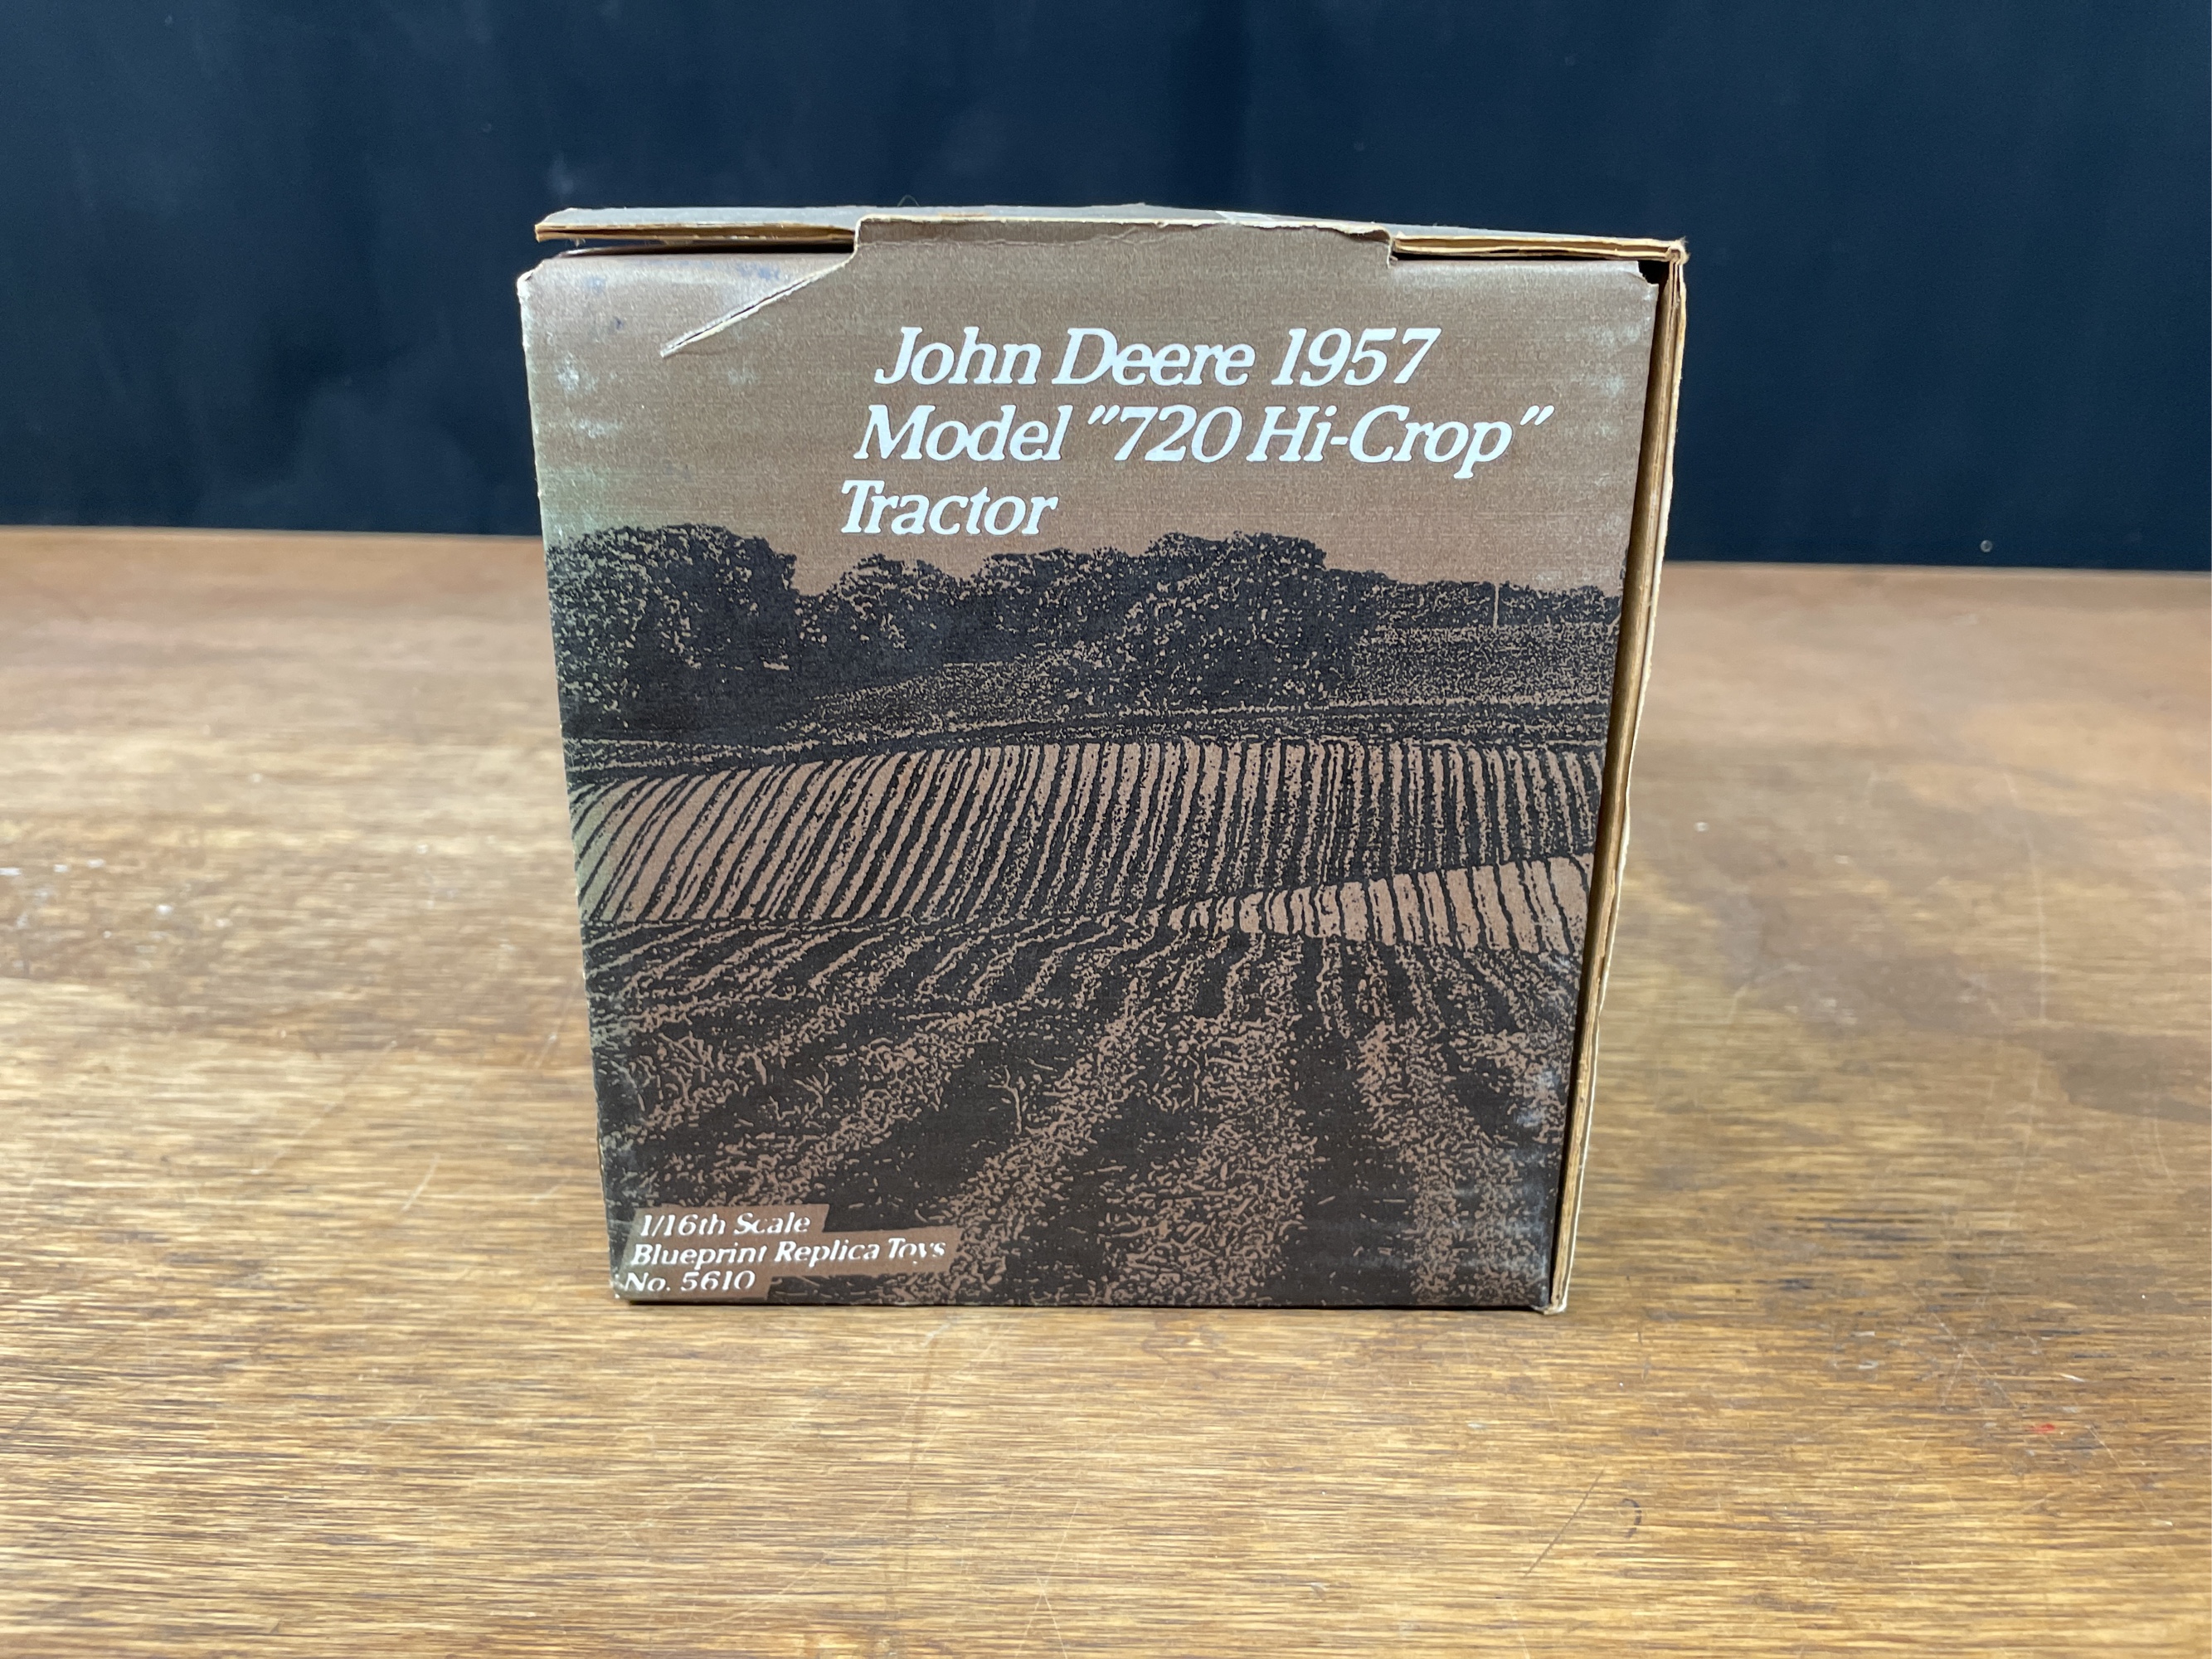 John Deere 1957
Model "720 Hi-Crop"
Tractor
1/16th Scale
Blueprint Replica Toys
No. 5610